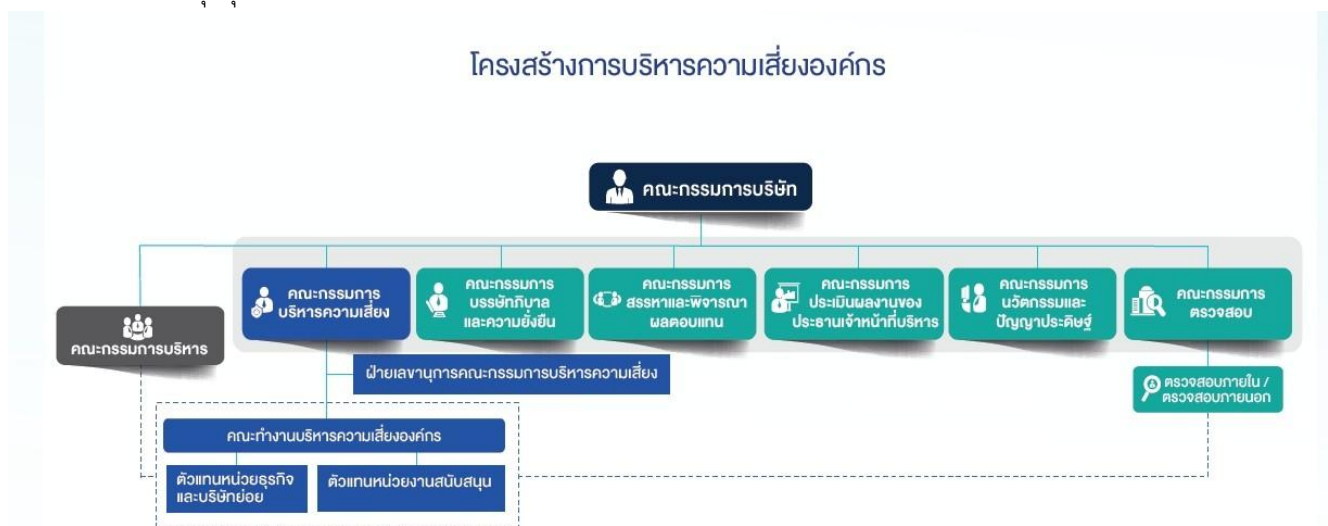 โครงสร้างการบริหารความเสี่ยงองค์กร
คณะกรรมการบริษัท
คณะกรรมการบริหาร
คณะกรรมการ
บริหารความเสี่ยง
คณะกรรมการ
บรรษัทภิบาล
และความยั่งยืน
คณะกรรมการ
สรรหาและพิจารณา
ผลตอบแทน
คณะกรรมการ
ประเมินผลงานของ
ประธานเจ้าหน้าที่บริหาร
คณะกรรมการ
นวัตกรรมและ
ปัญญาประดิษฐ์
คณะกรรมการ
ตรวจสอบ
ฝ่ายเลขานุการคณะกรรมการบริหารความเสี่ยง
ตรวจสอบภายใน /
ตรวจสอบภายนอก
คณะทำงานบริหารความเสี่ยงองค์กร
ตัวแทนหน่วยธุรกิจ
และบริษัทย่อย
ตัวแทนหน่วยงานสนับสนุน